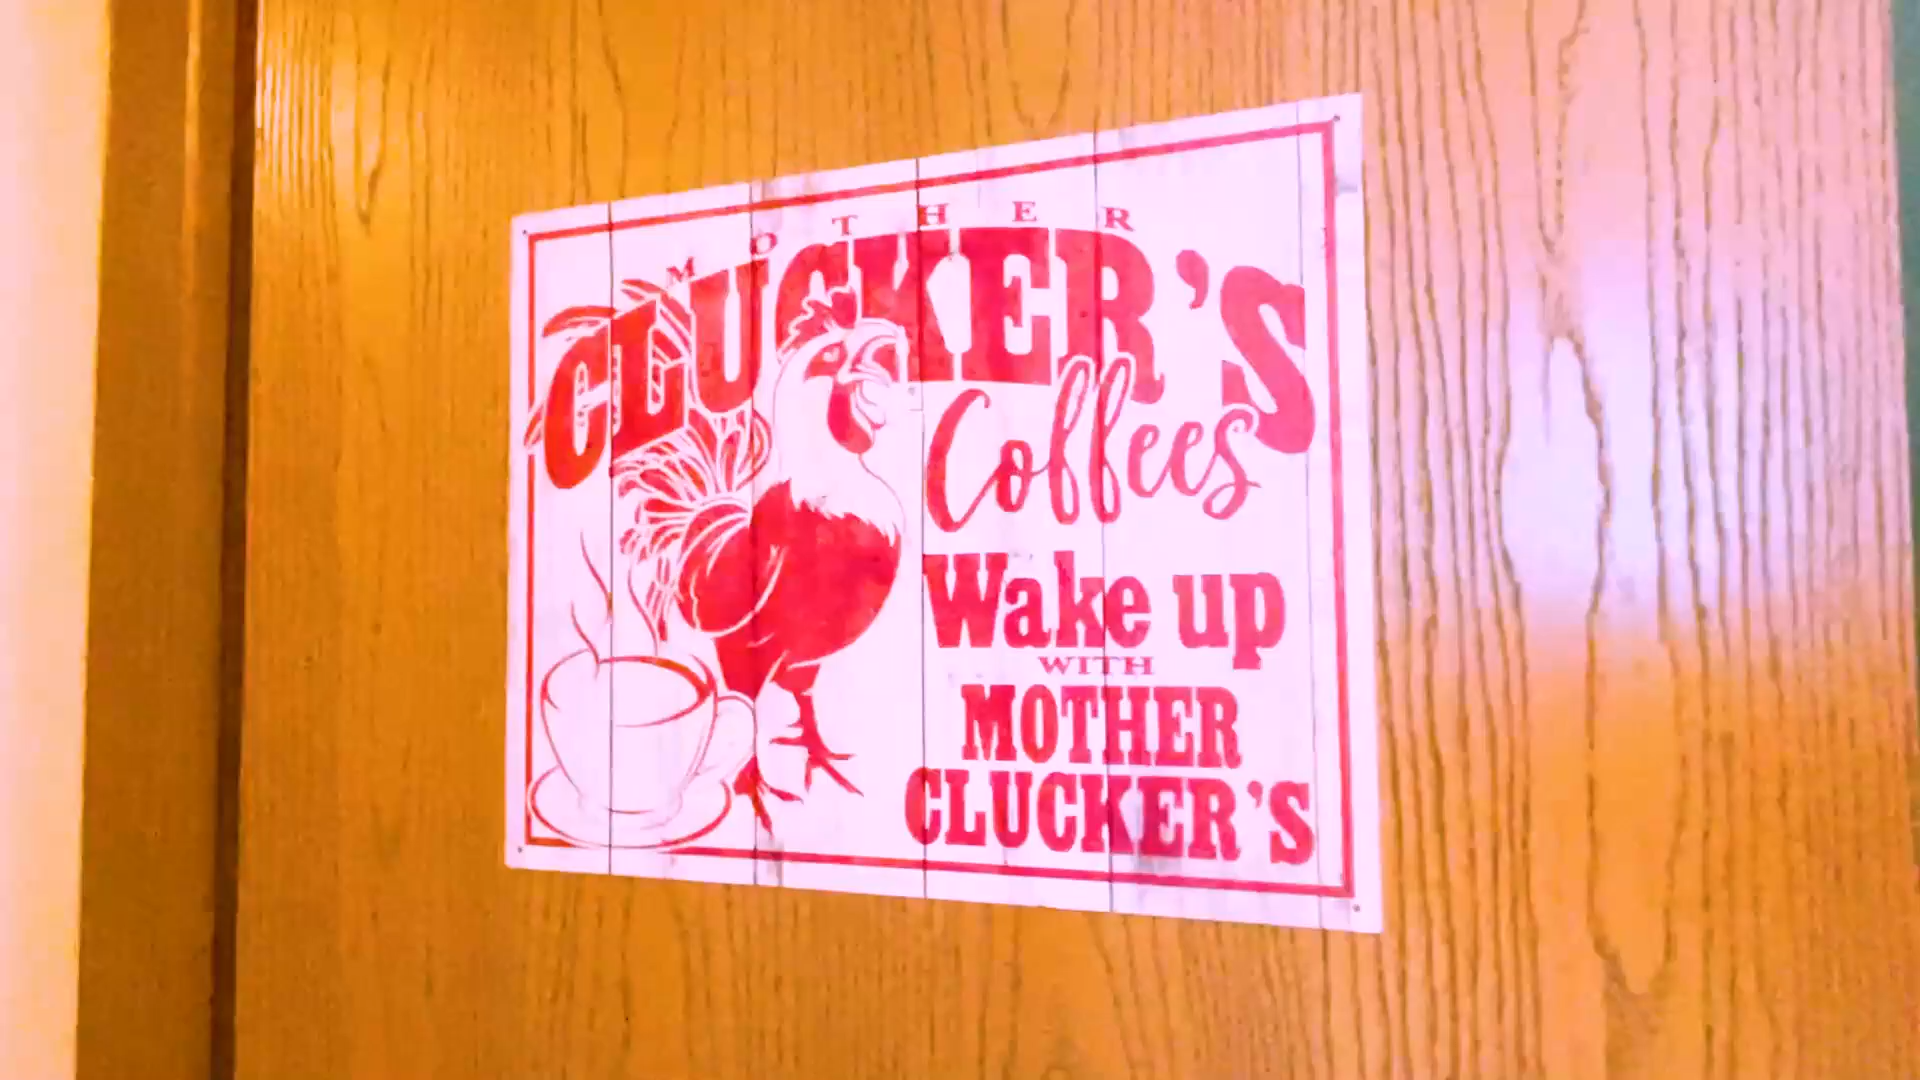 MOTHER
CLUCKER'S
Coffees
Wake up
WITH
MOTHER
CLUCKER'S